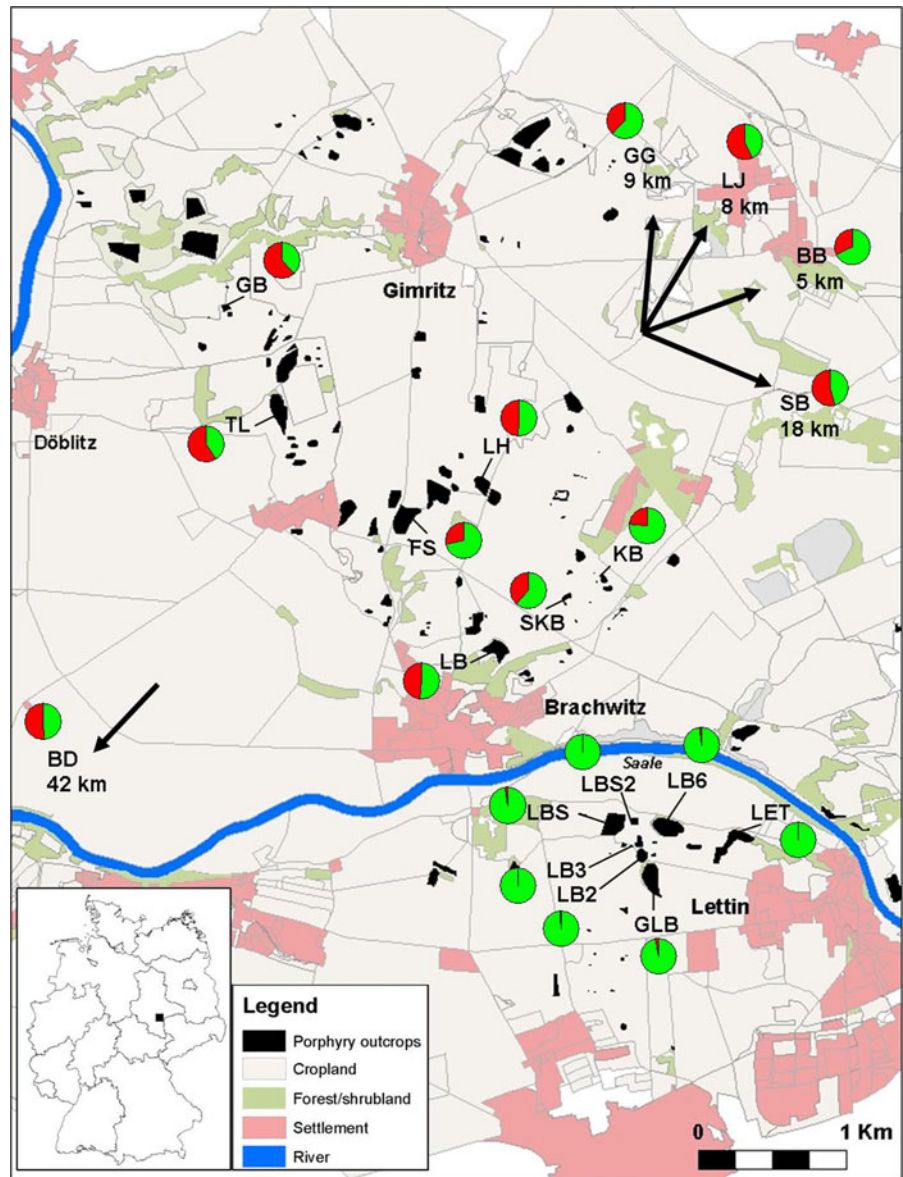 GG
9 km
LJ
8 km
BB
5 km
GB
Gimritz
SB
18 km
TL
Döblitz
LH
FS
KB
SKB
LB
BD
42 km
Brachwitz
Saale
LBS2
LB6
LBS
LET
LB3
LB2
GLB
Lettin
Legend
Porphyry outcrops
Cropland
Forest/shrubland
Settlement
River
0 1 Km